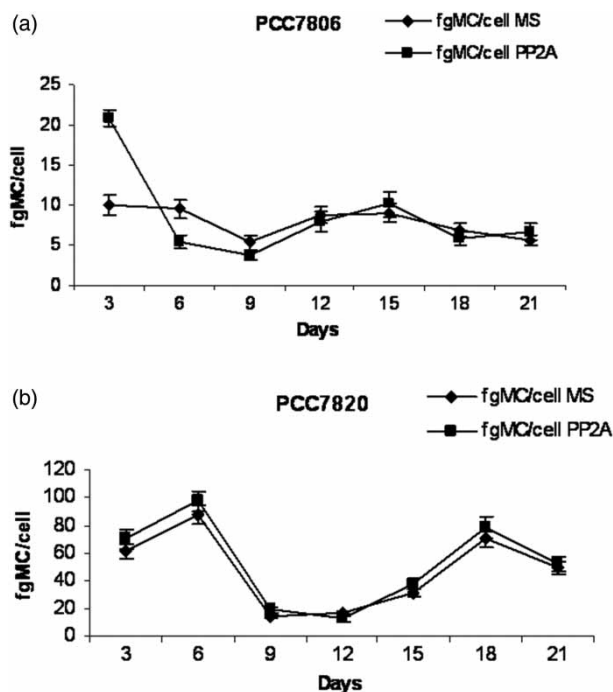 (a)
PCC7806
fgMC/cell MS
fgMC/cell PP2A
fgMC/cell
25
20
15
10
5
0
3 6 9 12 15 18 21
Days
(b)
PCC7820
fgMC/cell MS
fgMC/cell PP2A
fgMC/cell
120
100
80
60
40
20
0
3 6 9 12 15 18 21
Days